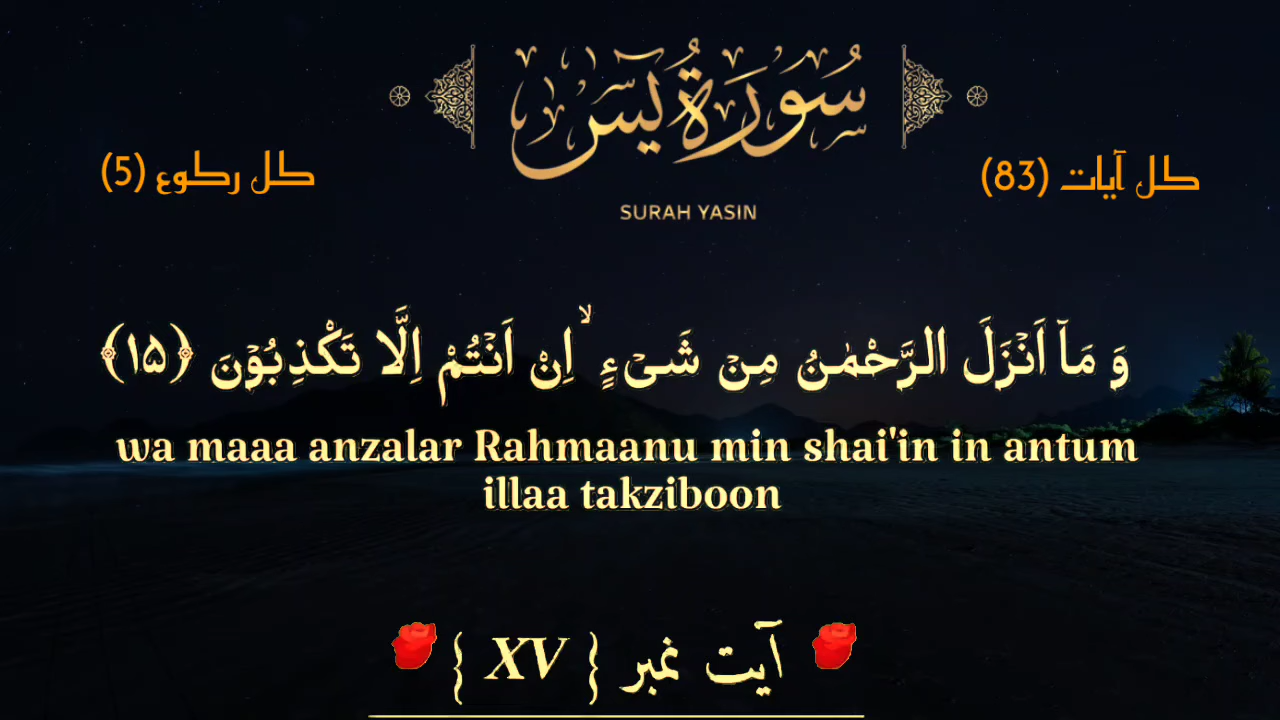 سُورَةُ يٰسٓ
SURAH YASIN
کل آیات (83)
کل رکوع (5)
وَ مَاۤ اَنْزَلَ الرَّحْمٰنُ مِنْ شَیْءٍ ۙ اِنْ اَنْتُمْ اِلَّا تَكْذِبُوْنَ ﴿۱۵﴾
wa maaa anzalar Rahmaanu min shai'in in antum
illaa takziboon
آیت نمبر { XV }